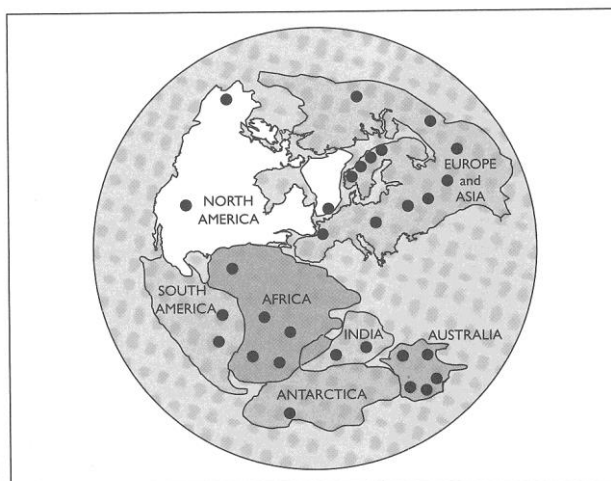 EUROPE
and
ASIA
NORTH
AMERICA
SOUTH
AMERICA
AFRICA
INDIA
AUSTRALIA
ANTARCTICA